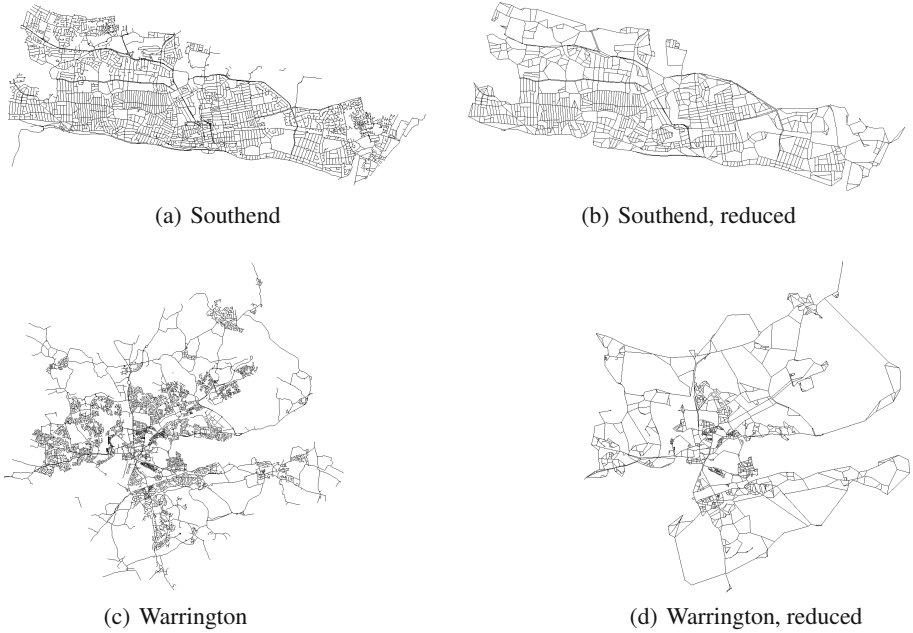 (a) Southend
(b) Southend, reduced
(c) Warrington
(d) Warrington, reduced